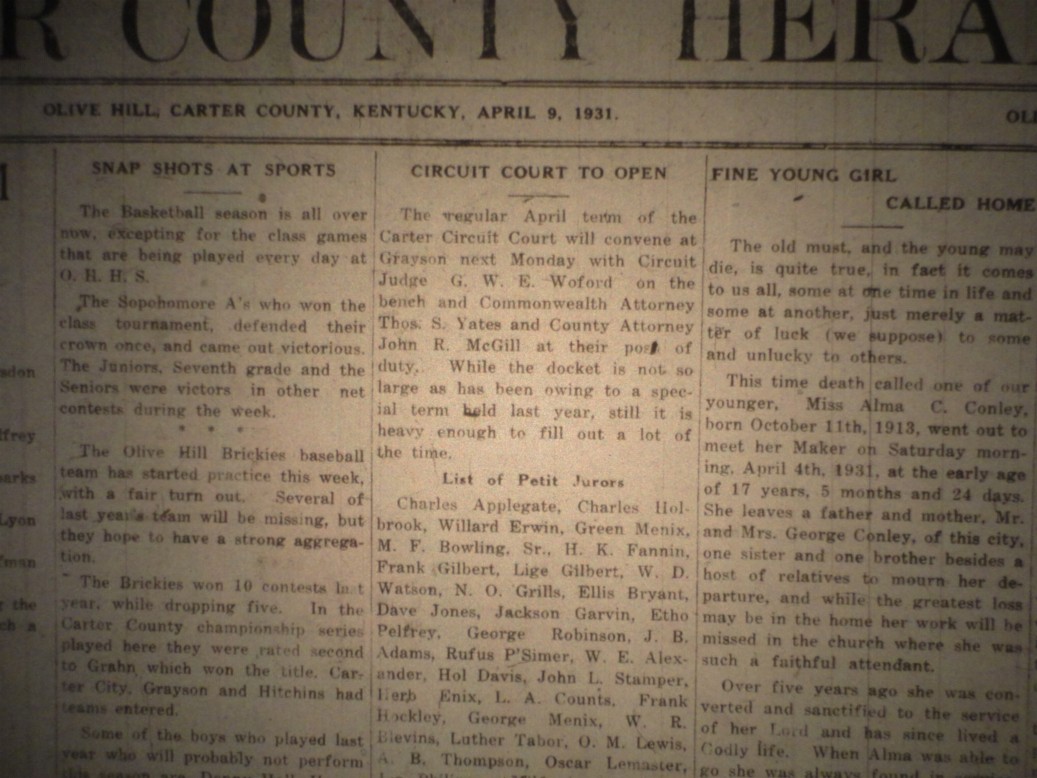 R COUNTY HERA
OLIVE HILL, CARTER COUNTY, KENTUCKY, APRIL 9, 1931.
OLI
sdon
lfrey
parks
Lyon
fman
g the
ch a
SNAP SHOTS AT SPORTS
The Basketball season is all over
now, excepting for the class games
that are being played every day at
O. H. H. S.
The Sopohomore A's who won the
class tournament, defended their
crown once, and came out victorious.
The Juniors, Seventh grade and the
Seniors were victors in other net
contests during the week.
* * *
The Olive Hill Brickies baseball
team has started practice this week,
with a fair turn out. Several of
last year's team will be missing, but
they hope to have a strong aggrega-
tion.
The Brickies won 10 contests last
year, while dropping five. In the
Carter County championship series
played here they were rated second
to Grahn which won the title. Car-
ter City, Grayson and Hitchins had
teams entered.
Some of the boys who played last
year who will probably not perform
this season are
CIRCUIT COURT TO OPEN
The regular April term of the
Carter Circuit Court will convene at
Grayson next Monday with Circuit
Judge G. W. E. Woford on the
bench and Commonwealth Attorney
Thos. S. Yates and County Attorney
John R. McGill at their post of
duty. While the docket is not so
large as has been owing to a spec-
ial term held last year, still it is
heavy enough to fill out a lot of
the time.
List of Petit Jurors
Charles Applegate, Charles Hol-
brook, Willard Erwin, Green Menix,
M. F. Bowling, Sr., H. K. Fannin,
Frank Gilbert, Lige Gilbert, W. D.
Watson, N. O. Grills, Ellis Bryant,
Dave Jones, Jackson Garvin, Etho
Pelfrey, George Robinson, J. B.
Adams, Rufus P'Simer, W. E. Alex-
ander, Hol Davis, John L. Stamper,
Herb Enix, L. A. Counts, Frank
Hockley, George Menix, W. R.
Blevins, Luther Tabor, O. M. Lewis,
A. B. Thompson, Oscar Lemaster,
FINE YOUNG GIRL
CALLED HOME
The old must, and the young may
die, is quite true, in fact it comes
to us all, some at one time in life and
some at another, just merely a mat-
ter of luck (we suppose) to some
and unlucky to others.
This time death called one of our
younger, Miss Alma C. Conley,
born October 11th, 1913, went out to
meet her Maker on Saturday morn-
ing, April 4th, 1931, at the early age
of 17 years, 5 months and 24 days.
She leaves a father and mother, Mr.
and Mrs. George Conley, of this city,
one sister and one brother besides a
host of relatives to mourn her de-
parture, and while the greatest loss
may be in the home her work will be
missed in the church where she was
such a faithful attendant.
Over five years ago she was con-
verted and sanctified to the service
of her Lord and has since lived a
Godly life. When Alma was able to
go she was always found